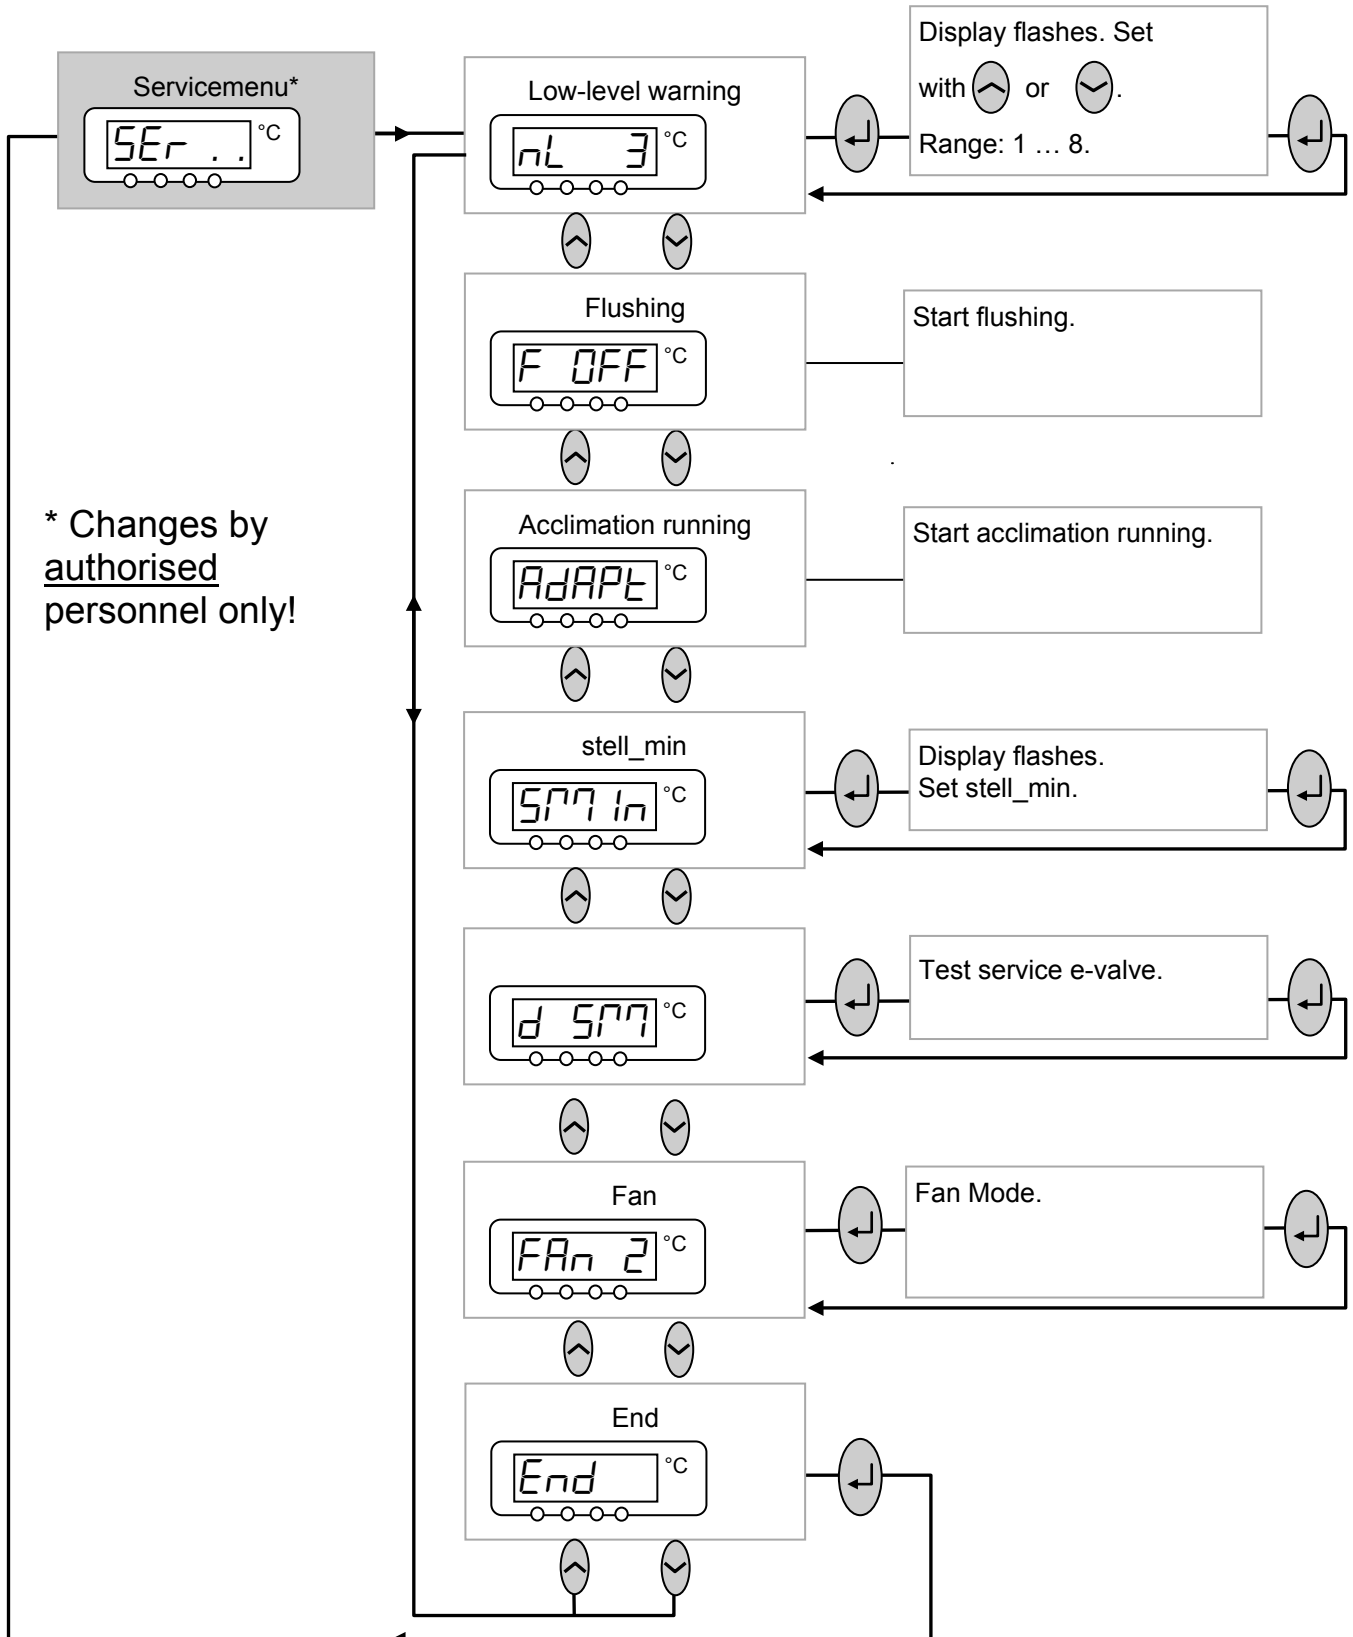 Servicemenu*
SEr . . °C
Low-level warning
nL 3 °C
Display flashes. Set
with or .
Range: 1 … 8.
Flushing
F OFF °C
Start flushing.
.
* Changes by
authorised
personnel only!
Acclimation running
AdAPt °C
Start acclimation running.
stell_min
SMIn °C
Display flashes.
Set stell_min.
d SM °C
Test service e-valve.
Fan
FAn 2 °C
Fan Mode.
End
End °C